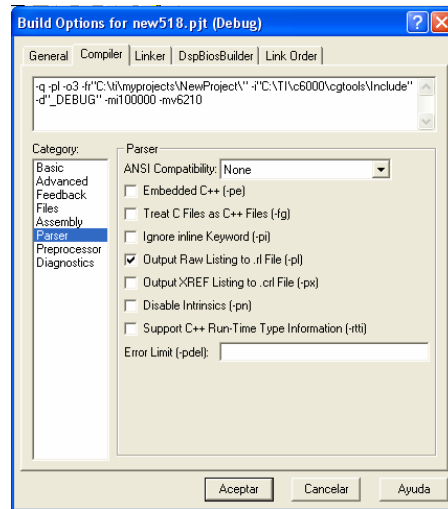 Build Options for new518.pjt (Debug)
General Compiler Linker DspBiosBuilder Link Order
-q -pl -o3 -fr"C:\ti\myprojects\NewProject\" -i"C:\TI\c6000\cgtools\Include"
-d"_DEBUG" -mi100000 -mv6210
Category:
Basic
Advanced
Feedback
Files
Assembly
Parser
Preprocessor
Diagnostics
Parser
ANSI Compatibility: None
Embedded C++ (-pe)
Treat C Files as C++ Files (-fg)
Ignore inline Keyword (-pi)
Output Raw Listing to .rl File (-pl)
Output XREF Listing to .crl File (-px)
Disable Intrinsics (-pn)
Support C++ Run-Time Type Information (-rtti)
Error Limit (-pdel):
Aceptar Cancelar Ayuda